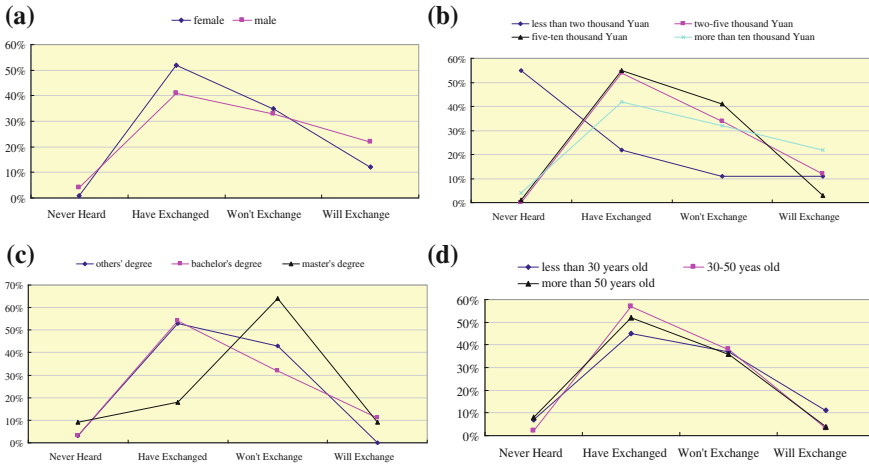 (a)
female male
60%
50%
40%
30%
20%
10%
0%
Never Heard Have Exchanged Won't Exchange Will Exchange
(b)
less than two thousand Yuan two-five thousand Yuan
five-ten thousand Yuan more than ten thousand Yuan
60%
50%
40%
30%
20%
10%
0%
Never Heard Have Exchanged Won't Exchange Will Exchange
(c)
others' degree bachelor's degree master's degree
70%
60%
50%
40%
30%
20%
10%
0%
Never Heard Have Exchanged Won't Exchange Will Exchange
(d)
less than 30 years old 30-50 yeas old
more than 50 years old
60%
50%
40%
30%
20%
10%
0%
Never Heard Have Exchanged Won't Exchange Will Exchange